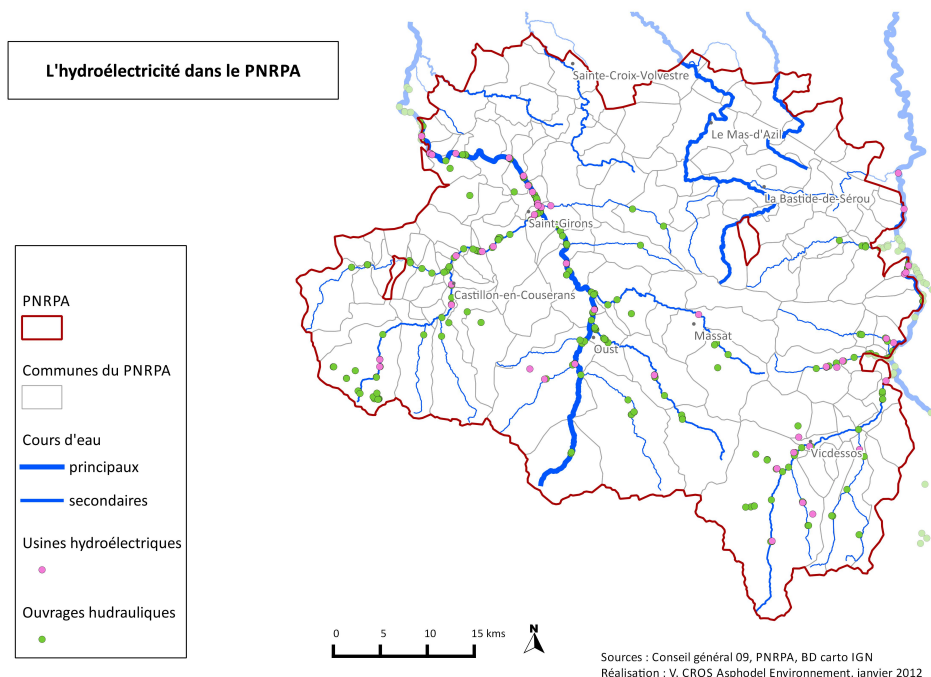 L'hydroélectricité dans le PNRPA
Sainte-Croix-Volvestre
Le Mas-d'Azil
La Bastide-de-Sérou
Saint-Girons
Castillon-en-Couserans
Massat
Oust
Vicdessos
PNRPA
Communes du PNRPA
Cours d'eau
principaux
secondaires
Usines hydroélectriques
Ouvrages hudrauliques
0 5 10 15 kms
N
Sources : Conseil général 09, PNRPA, BD carto IGN
Réalisation : V. CROS Asphodel Environnement, janvier 2012